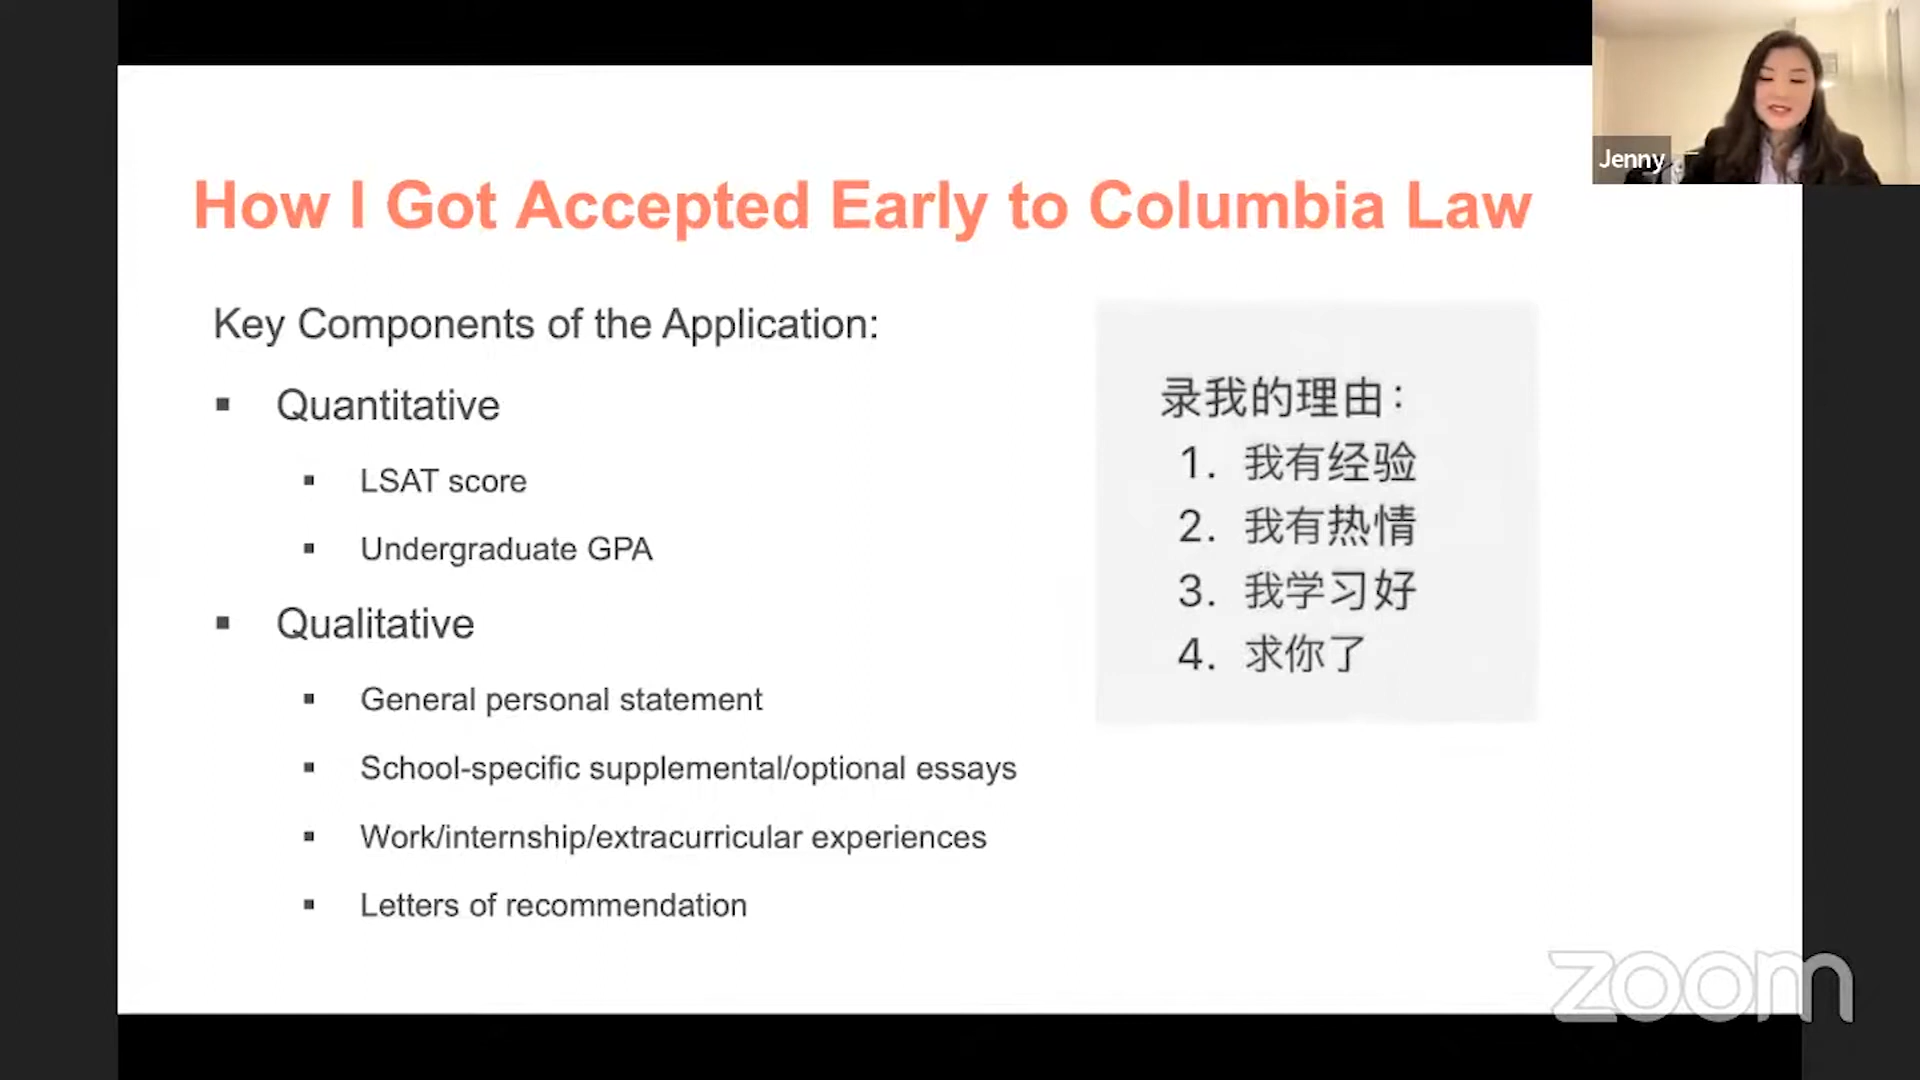 How I Got Accepted Early to Columbia Law
Key Components of the Application:
▪ Quantitative
▪ LSAT score
▪ Undergraduate GPA
▪ Qualitative
▪ General personal statement
▪ School-specific supplemental/optional essays
▪ Work/internship/extracurricular experiences
▪ Letters of recommendation
录我的理由：
1. 我有经验
2. 我有热情
3. 我学习好
4. 求你了
Jenny
zoom